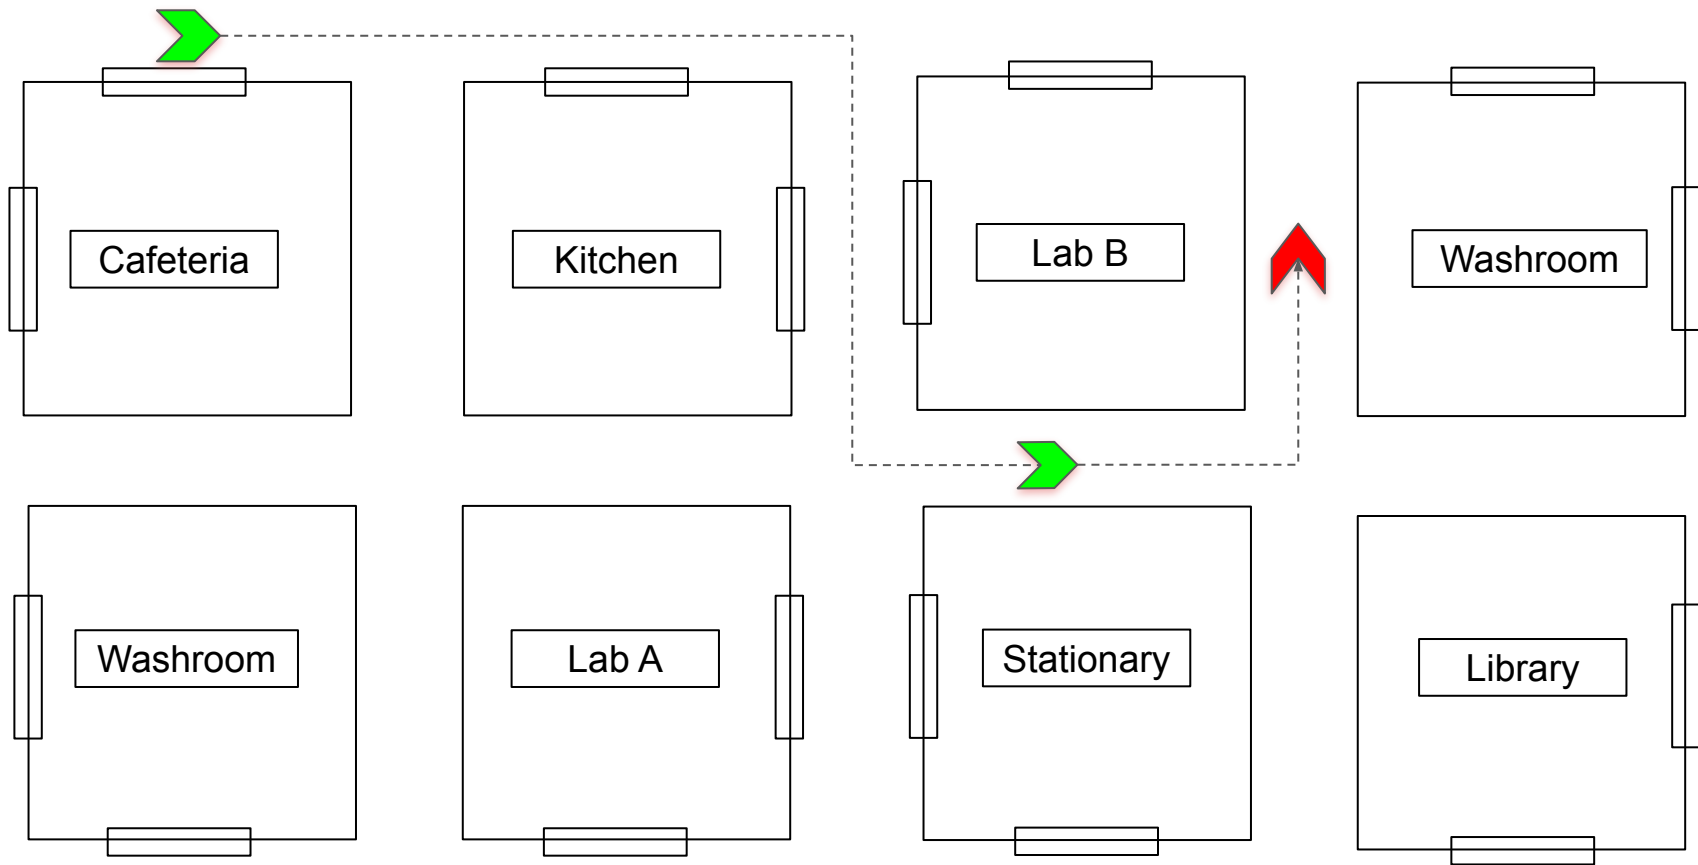 Cafeteria
Kitchen
Lab B
Washroom
Washroom
Lab A
Stationary
Library